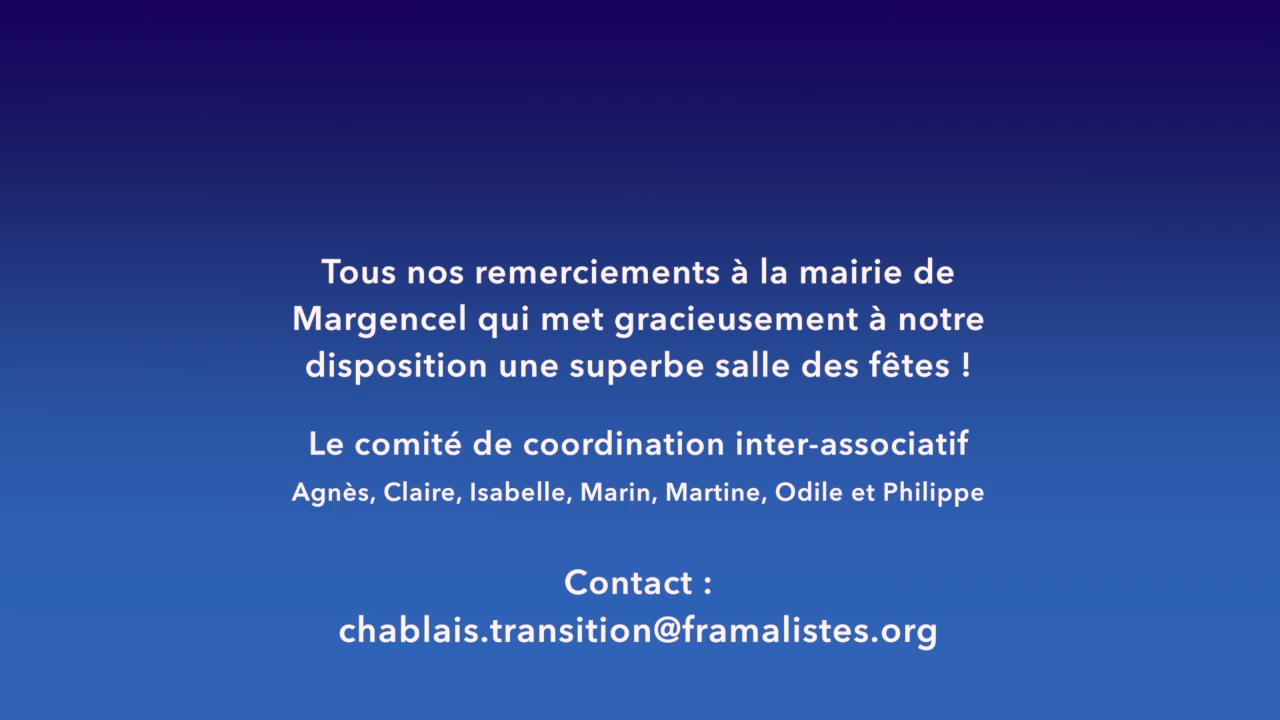 Tous nos remerciements à la mairie de
Margencel qui met gracieusement à notre
disposition une superbe salle des fêtes !
Le comité de coordination inter-associatif
Agnès, Claire, Isabelle, Marin, Martine, Odile et Philippe
Contact :
chablais.transition@framalistes.org